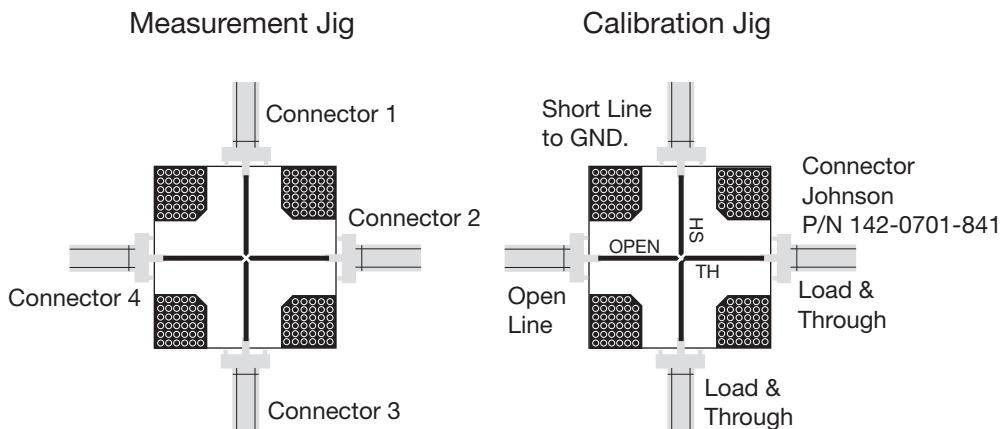 Measurement Jig
Calibration Jig
Connector 1
Connector 2
Connector 4
Connector 3
Short Line
to GND.
Connector
Johnson
P/N 142-0701-841
OPEN
HS
TH
Open
Line
Load &
Through
Load &
Through